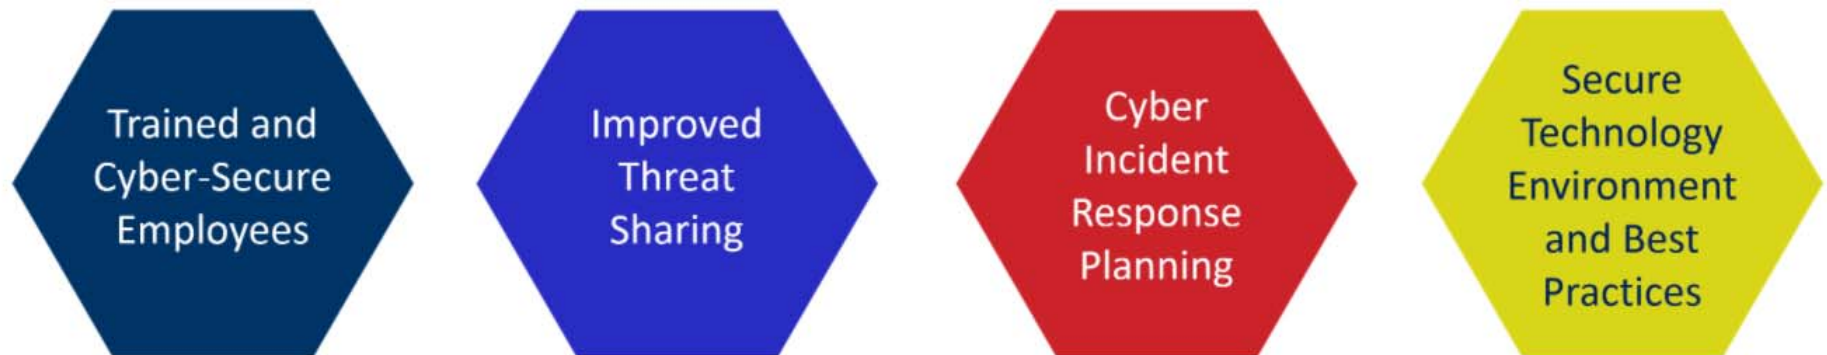 Trained and
Cyber-Secure
Employees
Improved
Threat
Sharing
Cyber
Incident
Response
Planning
Secure
Technology
Environment
and Best
Practices